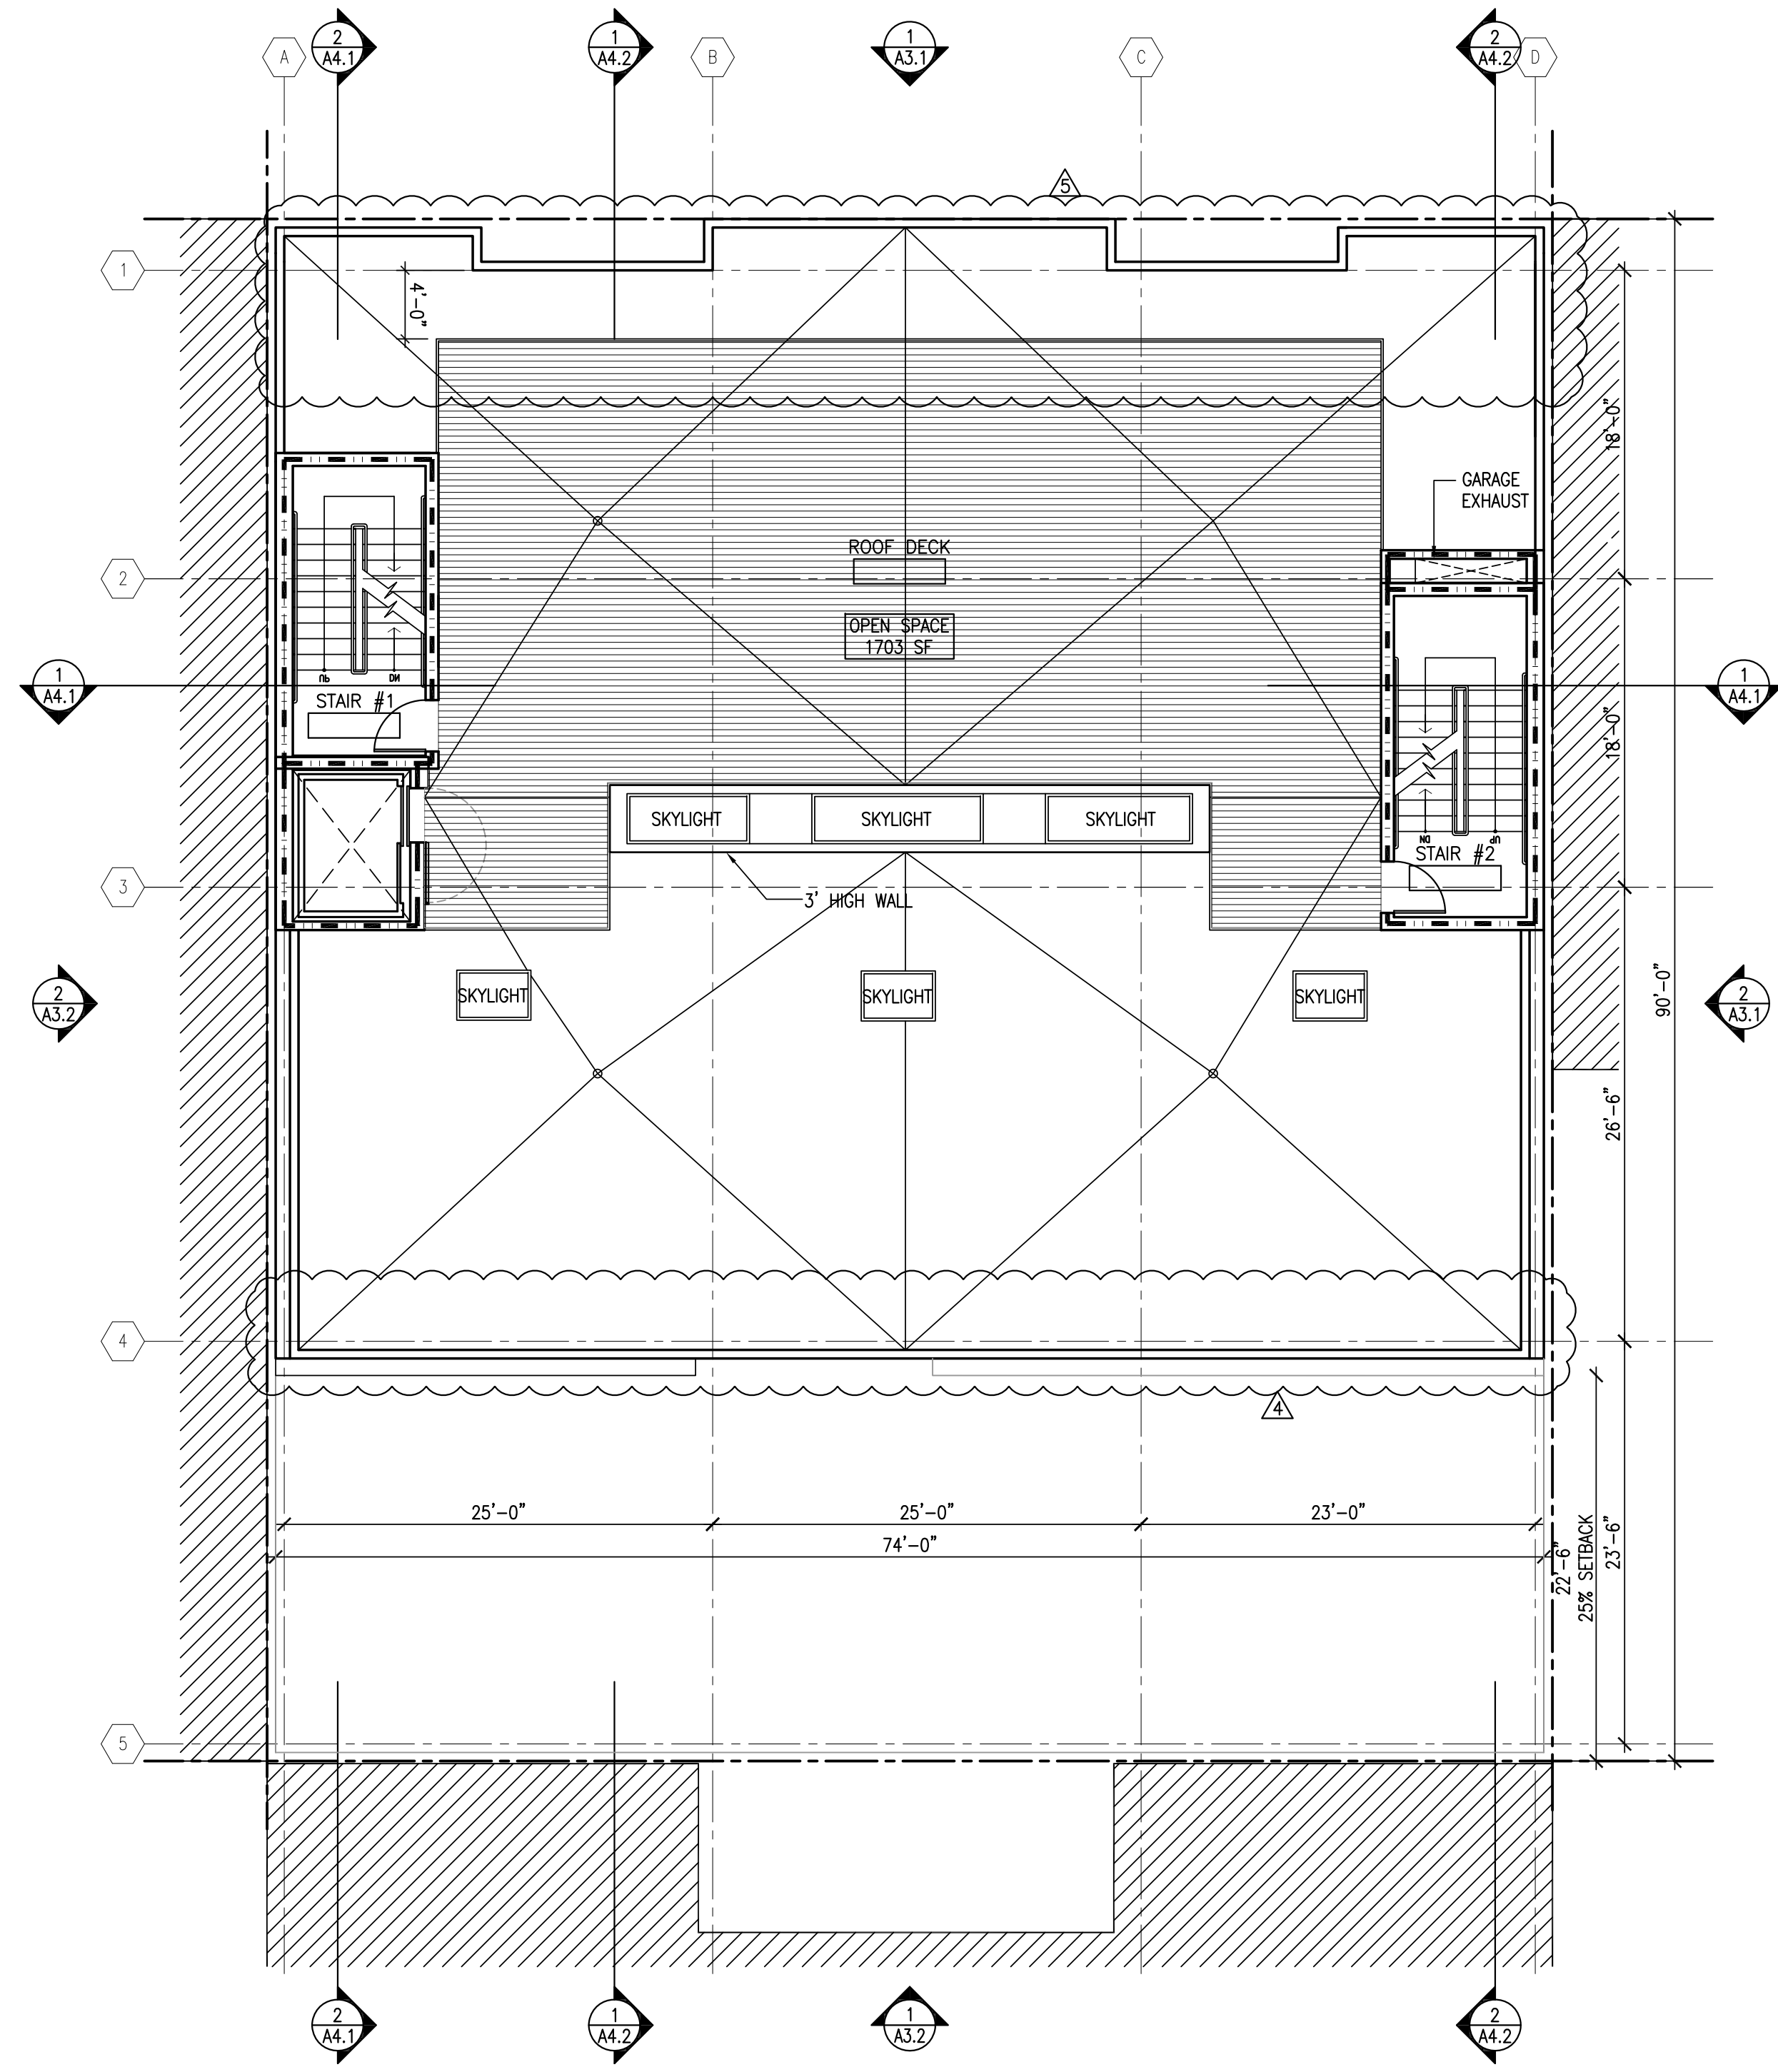 2
A4.1
1
A4.2
1
A3.1
2
A4.2
A
B
C
D
5
1
4'-0"
18'-0"
GARAGE
EXHAUST
ROOF DECK
2
OPEN SPACE
1703 SF
UP
DN
STAIR #1
1
A4.1
1
A4.1
18'-0"
SKYLIGHT
SKYLIGHT
SKYLIGHT
DN
UP
STAIR #2
3
3' HIGH WALL
2
A3.2
SKYLIGHT
SKYLIGHT
SKYLIGHT
2
A3.1
90'-0"
26'-6"
4
4
25'-0"
25'-0"
23'-0"
74'-0"
22'-6"
25% SETBACK
23'-6"
5
2
A4.1
1
A4.2
1
A3.2
2
A4.2